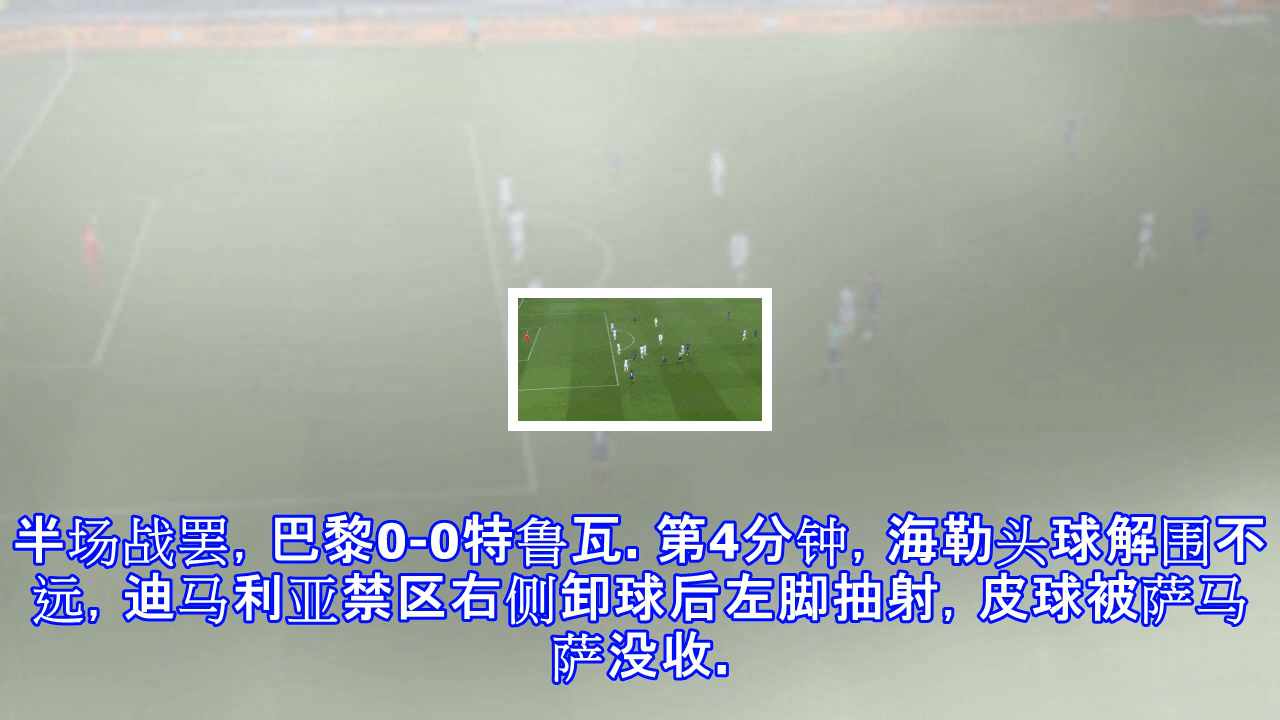 半场战罢, 巴黎0-0特鲁瓦. 第4分钟, 海勒头球解围不
远, 迪马利亚禁区右侧卸球后左脚抽射, 皮球被萨马
萨没收.